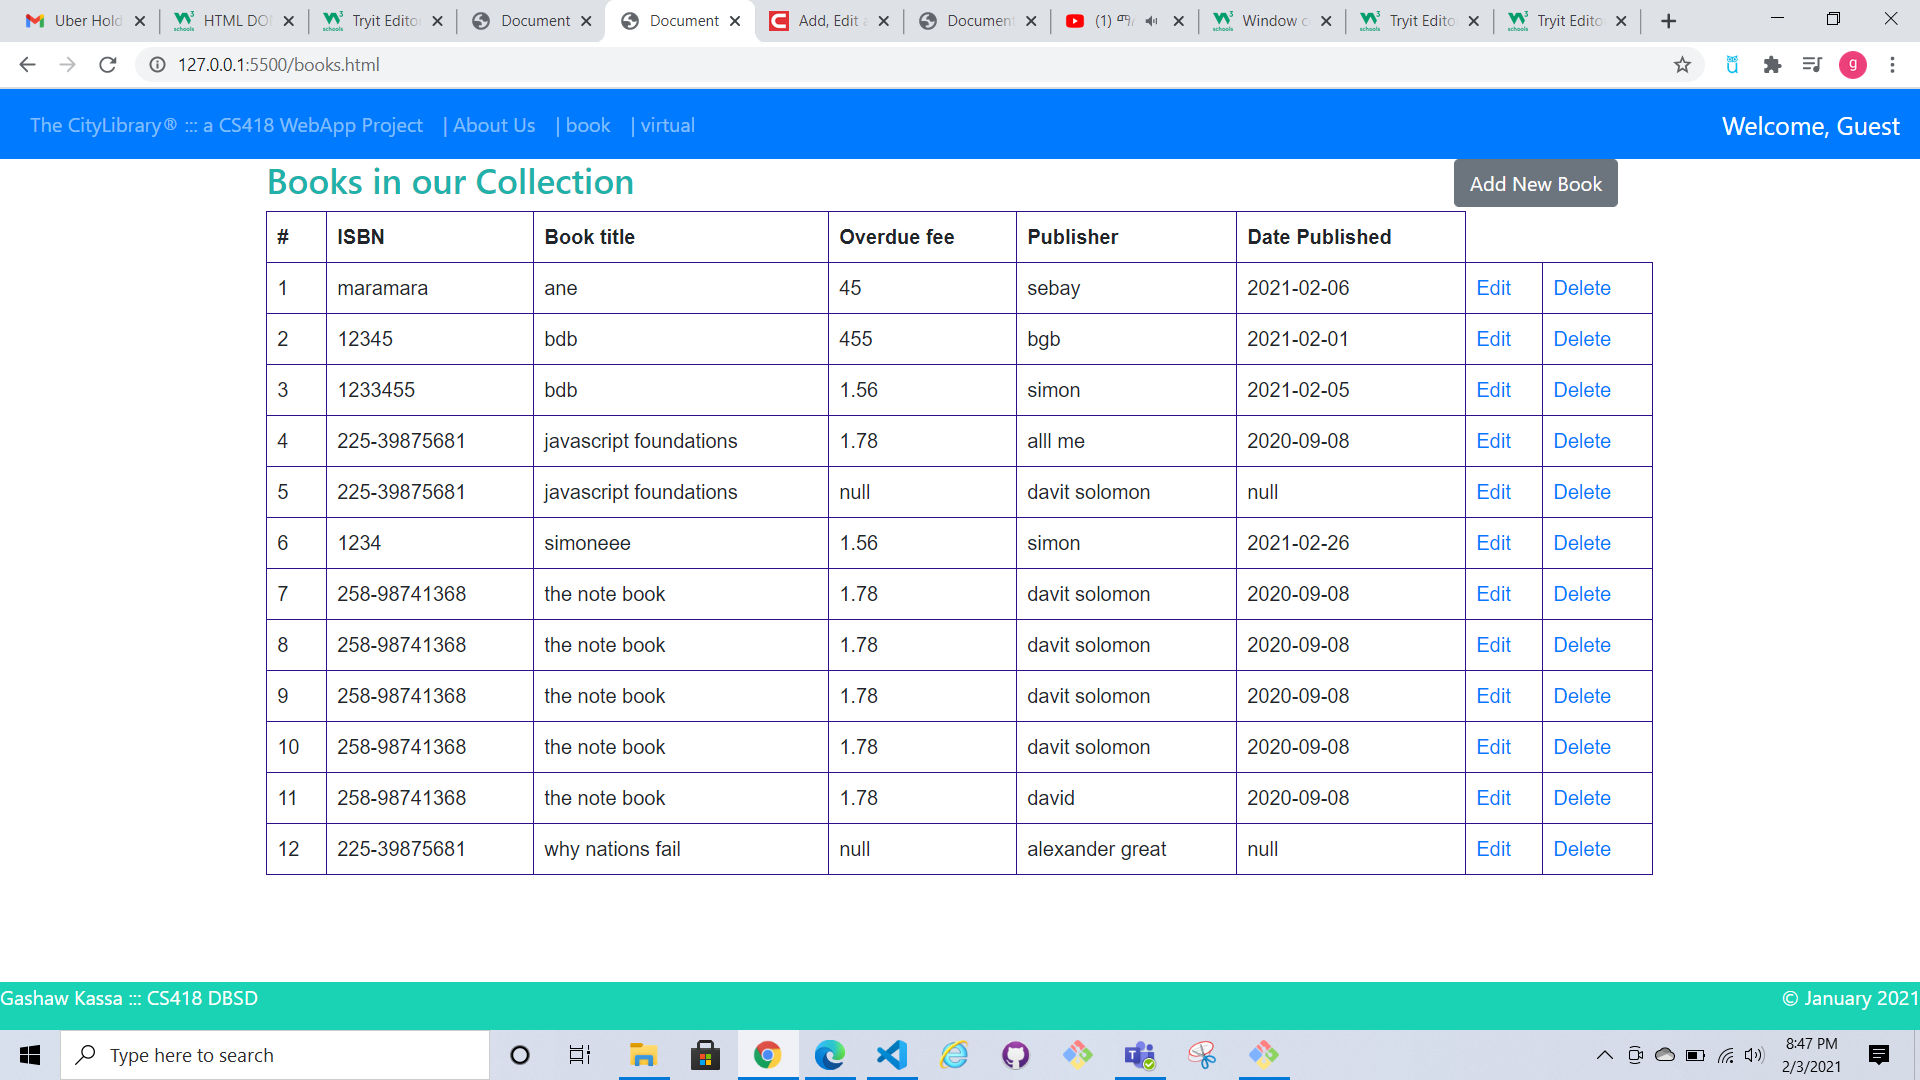 Uber Hold
HTML DOM
Tryit Edito
Document
Document
Add, Edit a
Document
(1) ማ
Window c
Tryit Edito
Tryit Edito
127.0.0.1:5500/books.html
g
The CityLibrary® ::: a CS418 WebApp Project | About Us | book | virtual
Welcome, Guest
Books in our Collection
Add New Book
# ISBN Book title Overdue fee Publisher Date Published
1 maramara ane 45 sebay 2021-02-06 Edit Delete
2 12345 bdb 455 bgb 2021-02-01 Edit Delete
3 1233455 bdb 1.56 simon 2021-02-05 Edit Delete
4 225-39875681 javascript foundations 1.78 alll me 2020-09-08 Edit Delete
5 225-39875681 javascript foundations null davit solomon null Edit Delete
6 1234 simoneee 1.56 simon 2021-02-26 Edit Delete
7 258-98741368 the note book 1.78 davit solomon 2020-09-08 Edit Delete
8 258-98741368 the note book 1.78 davit solomon 2020-09-08 Edit Delete
9 258-98741368 the note book 1.78 davit solomon 2020-09-08 Edit Delete
10 258-98741368 the note book 1.78 davit solomon 2020-09-08 Edit Delete
11 258-98741368 the note book 1.78 david 2020-09-08 Edit Delete
12 225-39875681 why nations fail null alexander great null Edit Delete
Gashaw Kassa ::: CS418 DBSD
© January 2021
Type here to search
8:47 PM
2/3/2021